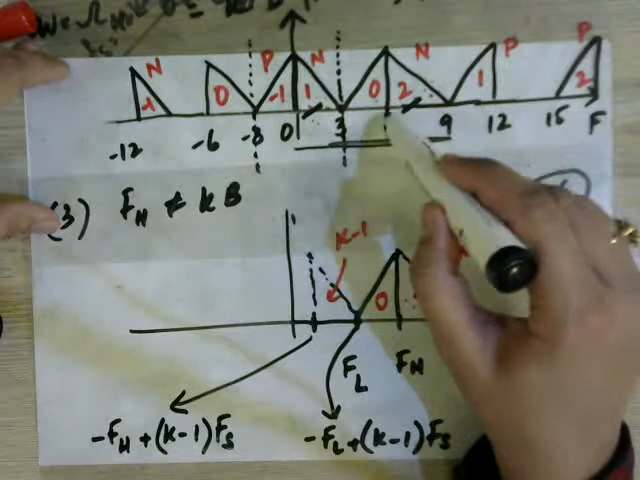 N P N N P P
-1 0 -1 1 0 2 1 2
-12 -6 -3 0 3 9 12 15 F
(3) F_H ≠ kB
k-1
0
F_L F_H
-F_H+(k-1)F_S -F_L+(k-1)F_S